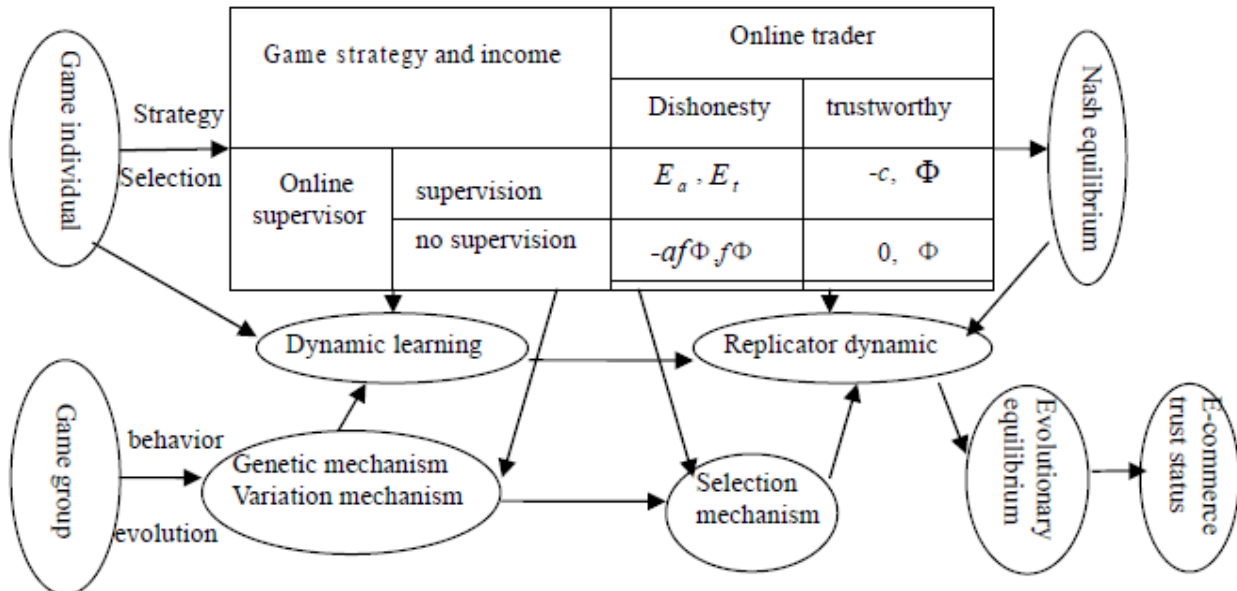 Game individual
Strategy
Selection
Game strategy and income
Online trader
Dishonesty
trustworthy
Online
supervisor
supervision
E_a , E_t
-c, Φ
no supervision
-afΦ,fΦ
0, Φ
Nash equilibrium
Dynamic learning
Replicator dynamic
Game group
behavior
evolution
Genetic mechanism
Variation mechanism
Selection
mechanism
Evolutionary
equilibrium
E-commerce
trust status